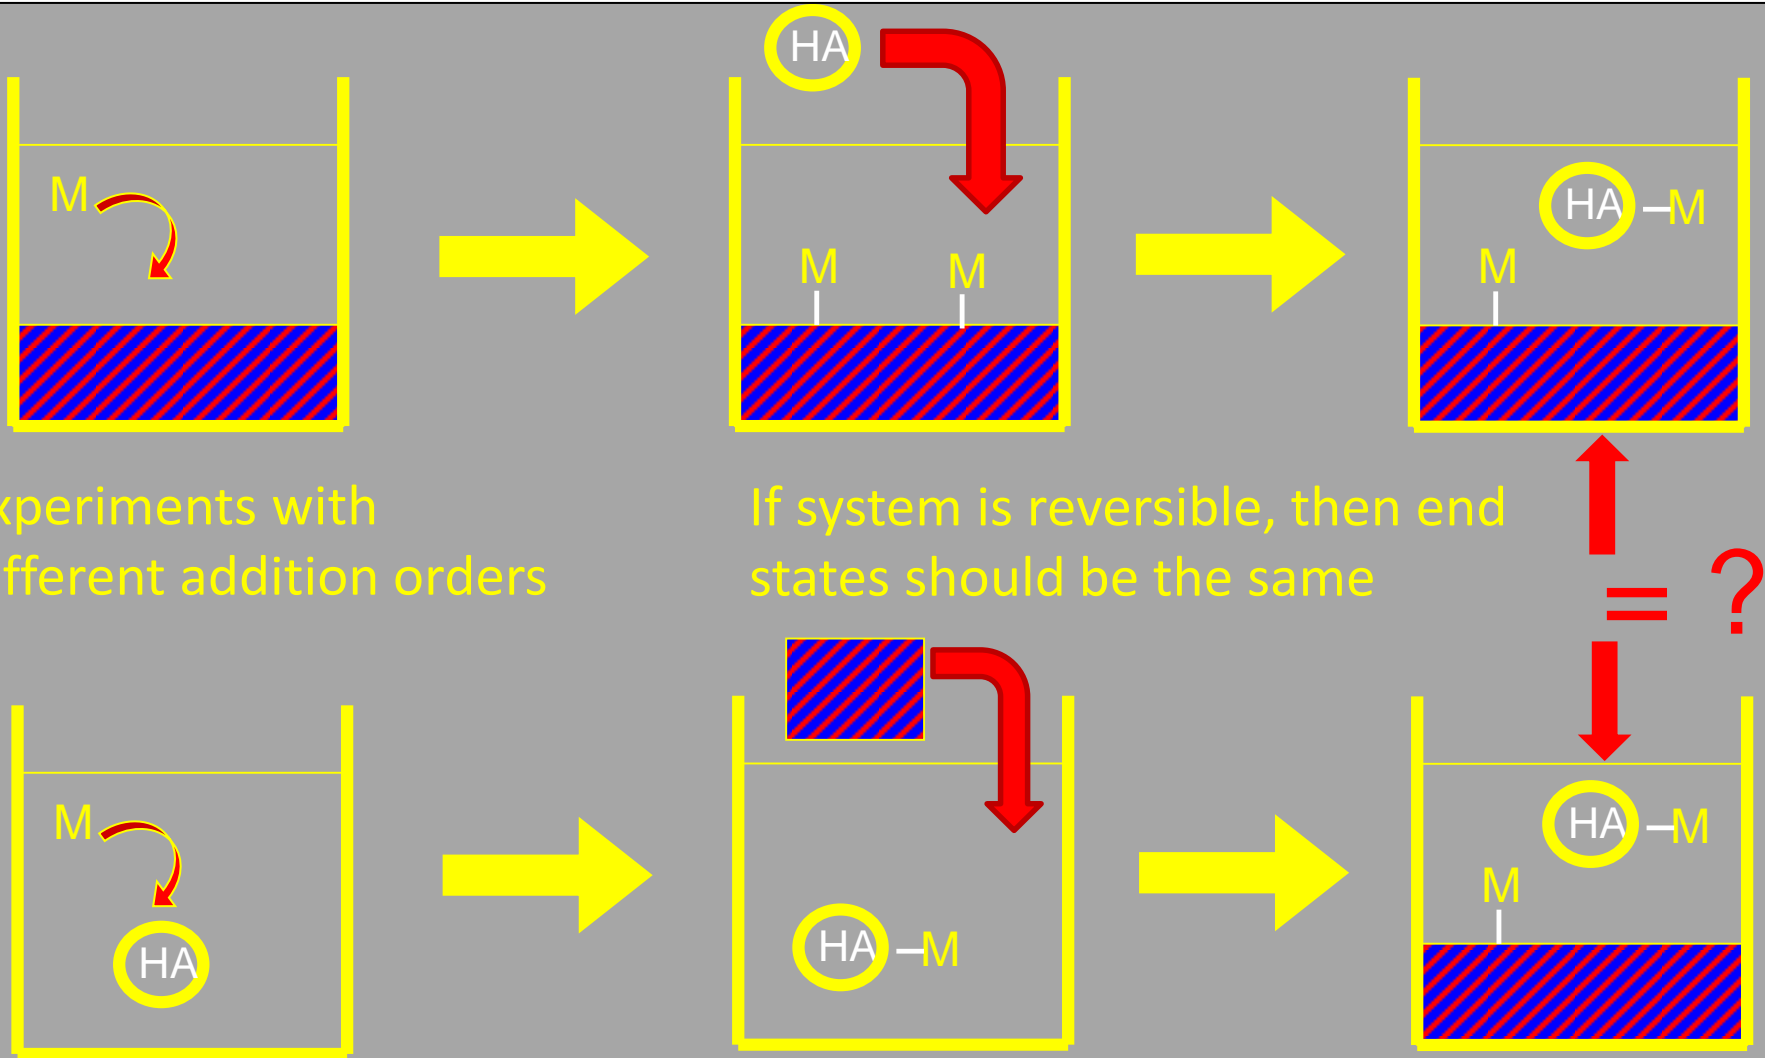 HA
M
M
M
HA
M
M
xperiments with
fferent addition orders
If system is reversible, then end
states should be the same
= ?
M
HA
HA
M
HA
M
M